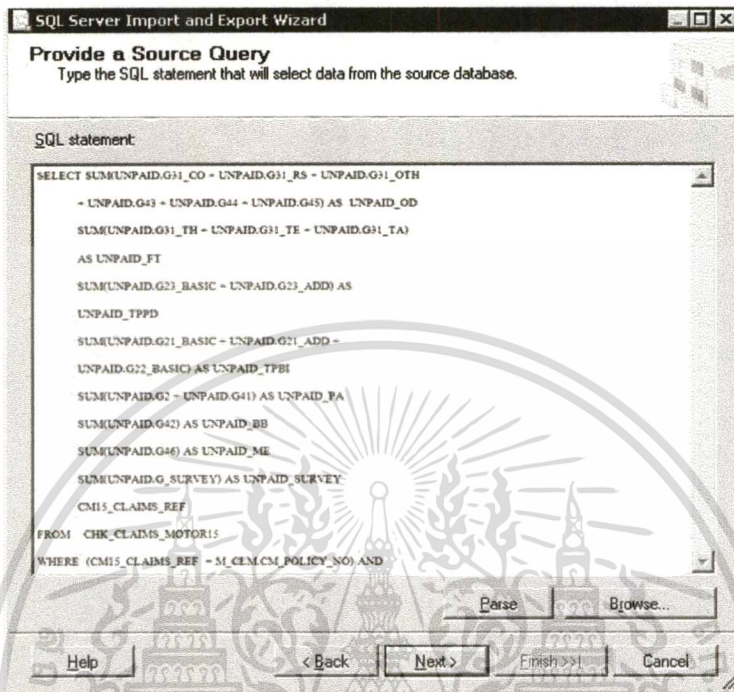 SQL Server Import and Export Wizard
Provide a Source Query
Type the SQL statement that will select data from the source database.
SQL statement:
SELECT SUM(UNPAID.G31_CO + UNPAID.G31_RS + UNPAID.G31_OTH
+ UNPAID.G43 + UNPAID.G44 + UNPAID.G45) AS UNPAID_OD
SUM(UNPAID.G31_TH + UNPAID.G31_TE + UNPAID.G31_TA)
AS UNPAID_FT
SUM(UNPAID.G23_BASIC + UNPAID.G23_ADD) AS
UNPAID_TPPD
SUM(UNPAID.G21_BASIC + UNPAID.G21_ADD +
UNPAID.G22_BASIC) AS UNPAID_TPBI
SUM(UNPAID.G2 + UNPAID.G41) AS UNPAID_PA
SUM(UNPAID.G42) AS UNPAID_BB
SUM(UNPAID.G46) AS UNPAID_ME
SUM(UNPAID.G_SURVEY) AS UNPAID_SURVEY
CM15_CLAIMS_REF
FROM CHK_CLAIMS_MOTOR15
WHERE (CM15_CLAIMS_REF = M_CLM.CM_POLICY_NO) AND
Parse Browse...
Help < Back Next > Finish >>| Cancel